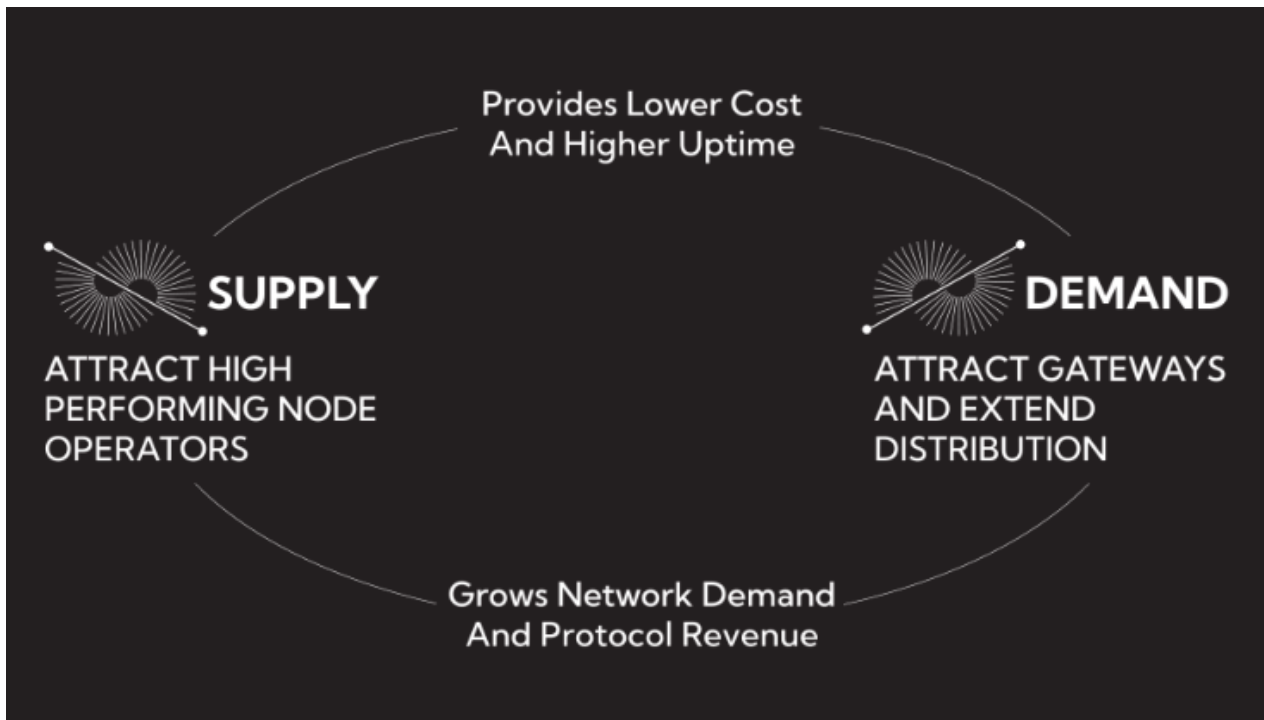 Provides Lower Cost
And Higher Uptime
SUPPLY
ATTRACT HIGH
PERFORMING NODE
OPERATORS
DEMAND
ATTRACT GATEWAYS
AND EXTEND
DISTRIBUTION
Grows Network Demand
And Protocol Revenue